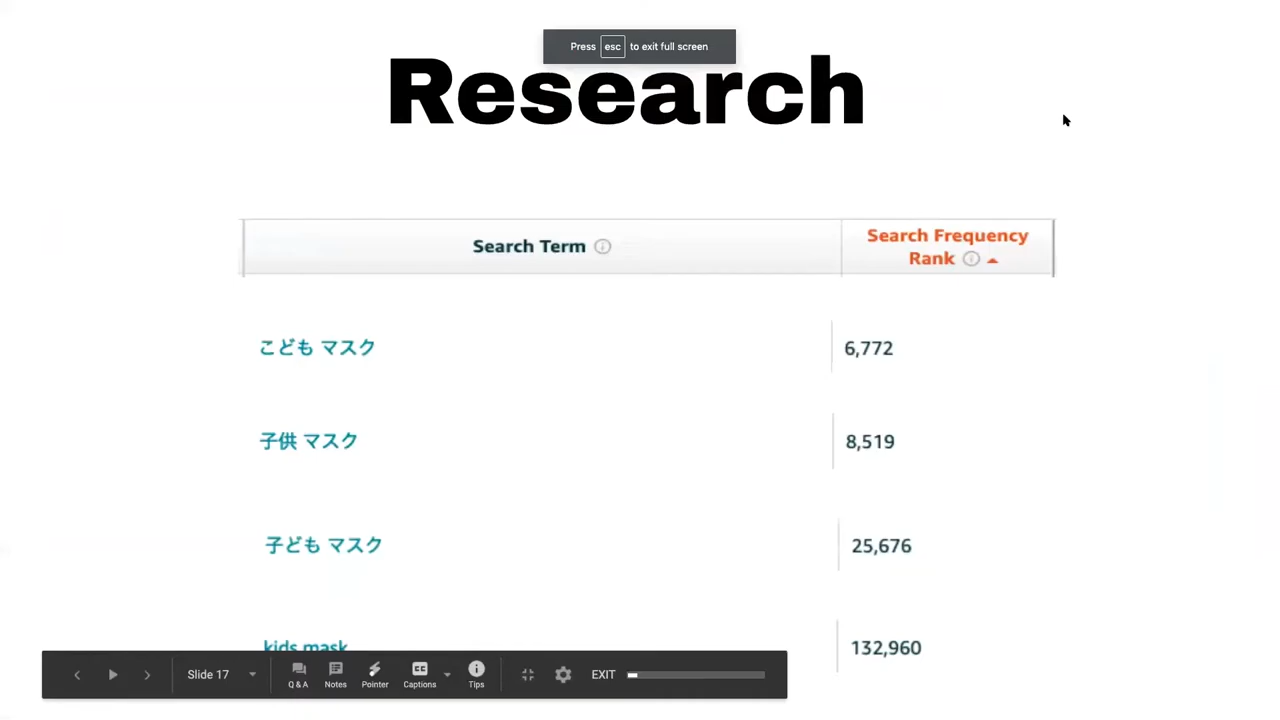 Press esc to exit full screen
Research
Search Term
Search Frequency
Rank
こども マスク 6,772
子供 マスク 8,519
子ども マスク 25,676
kids mask 132,960
Slide 17
Q & A
Notes
Pointer
Captions
Tips
EXIT